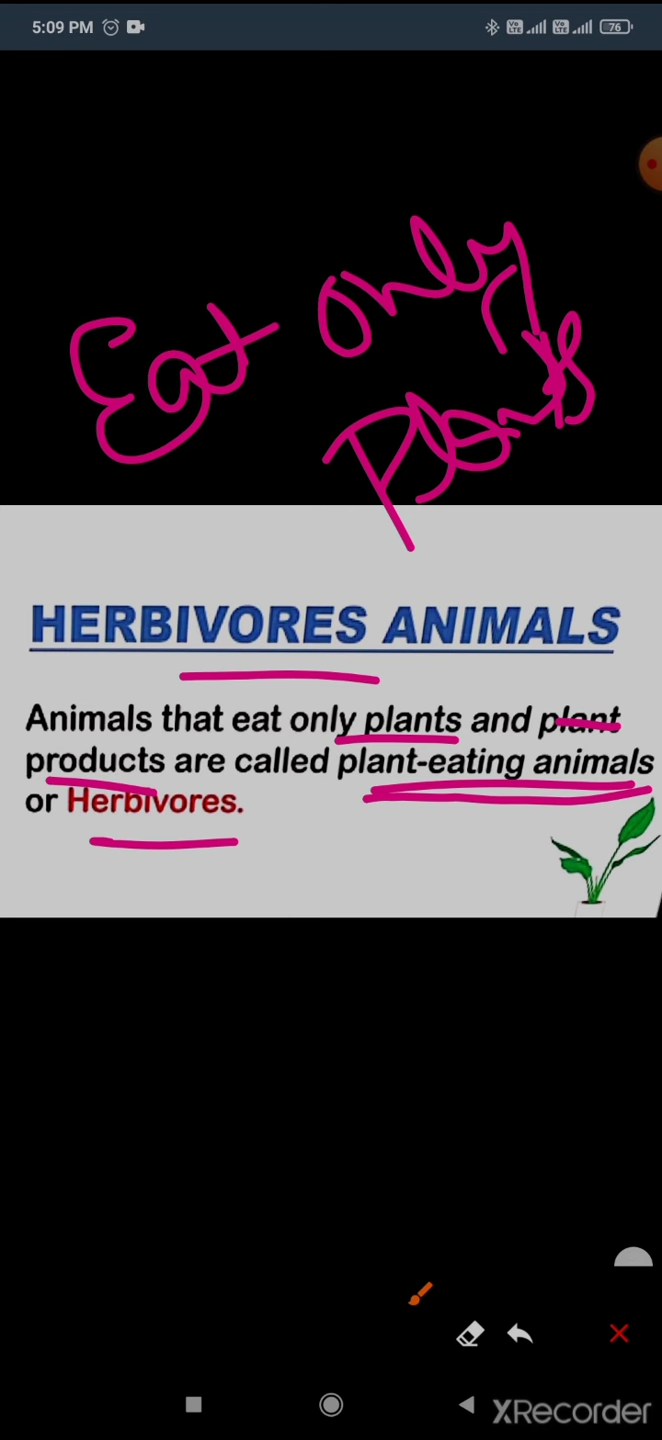 5:09 PM
76
Eat only
Plants
HERBIVORES ANIMALS
Animals that eat only plants and plant
products are called plant-eating animals
or Herbivores.
XRecorder